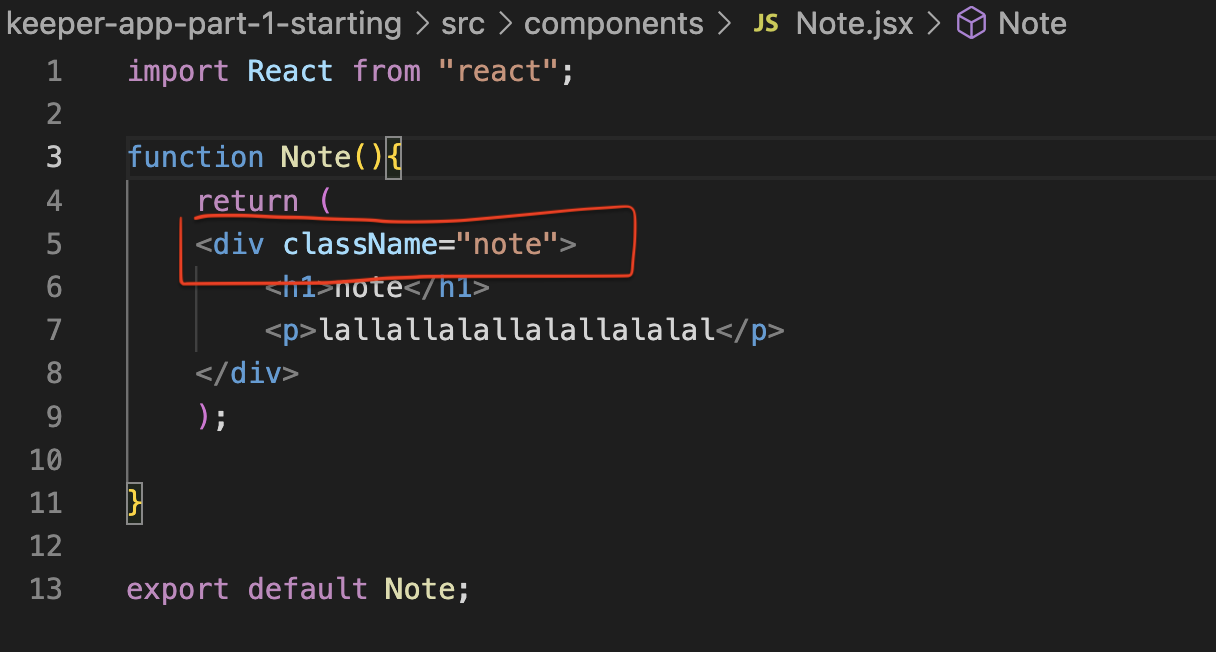 keeper-app-part-1-starting > src > components > JS Note.jsx > Note
1 import React from "react";
2
3 function Note(){
4     return (
5     <div className="note">
6         <h1>note</h1>
7         <p>lallallalallalallalalal</p>
8     </div>
9     );
10
11 }
12
13 export default Note;